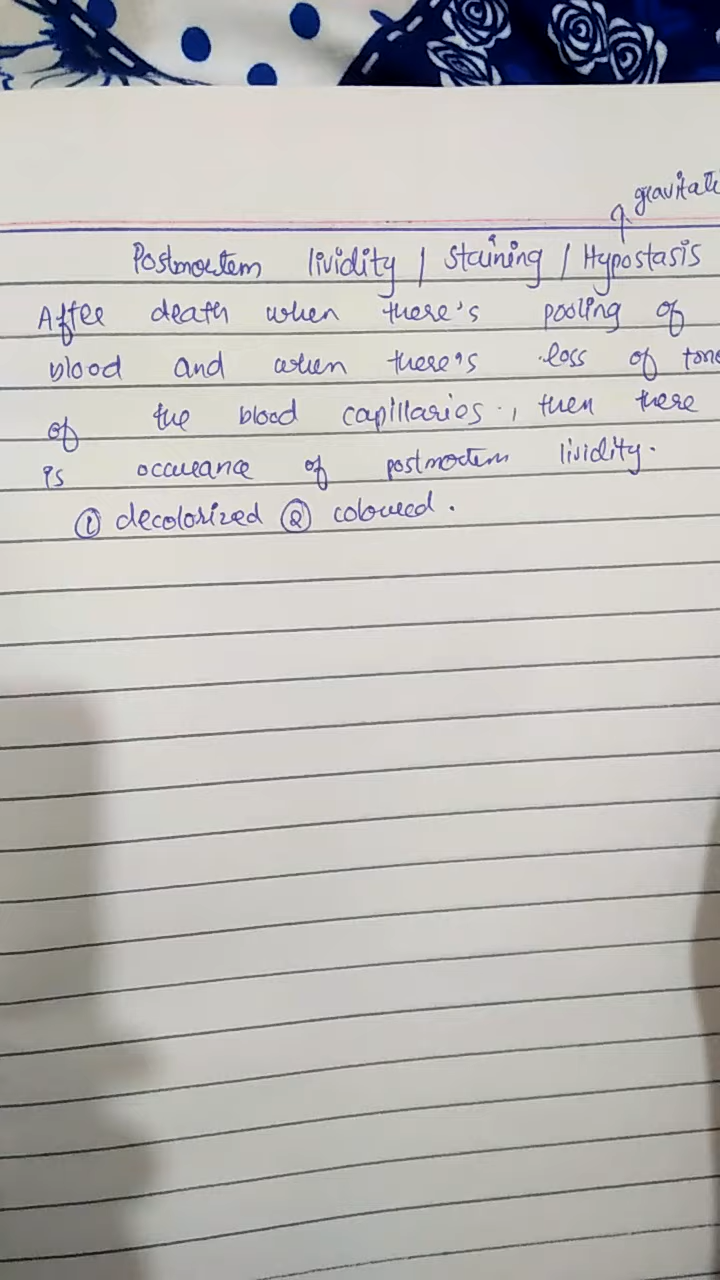 gravitati
Postmortem lividity / Staining / Hypostasis
After death when there's pooling of
blood and when there's loss of tone
of the blood capillaries, then there
is occurance of postmortem lividity.
① decolorized ② coloured.